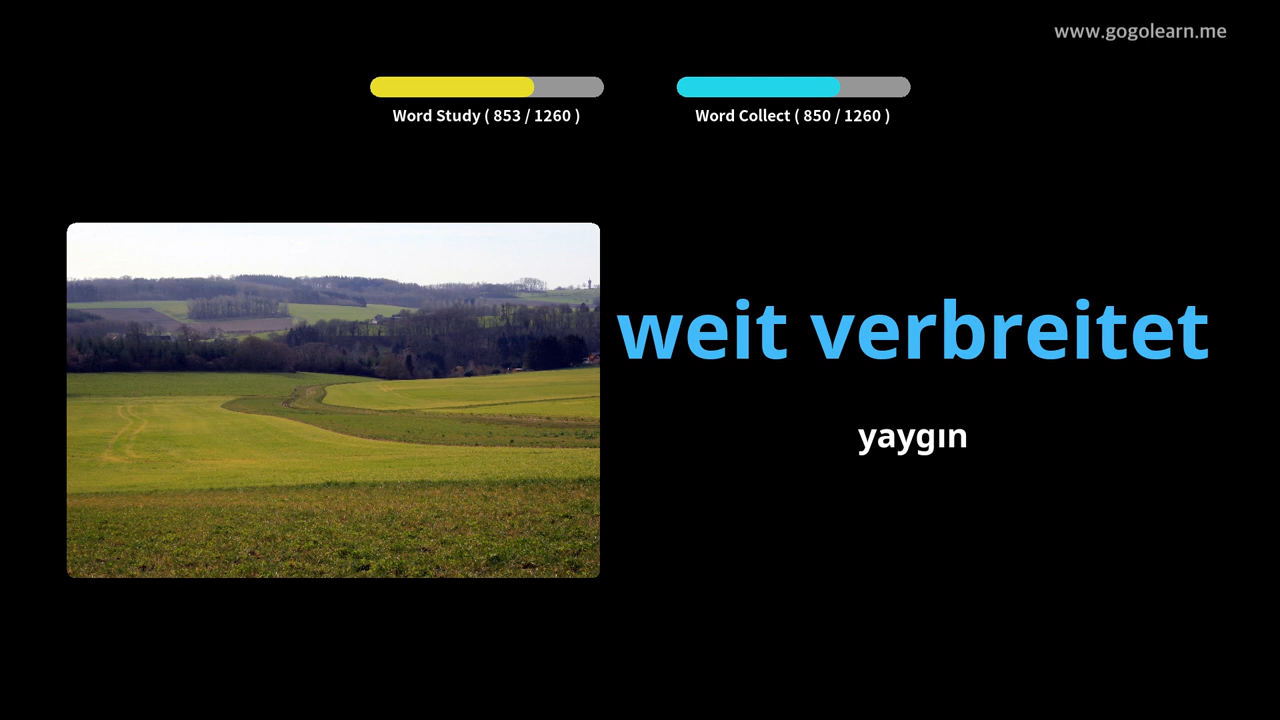 www.gogolearn.me
Word Study ( 853 / 1260 )
Word Collect ( 850 / 1260 )
weit verbreitet
yaygın